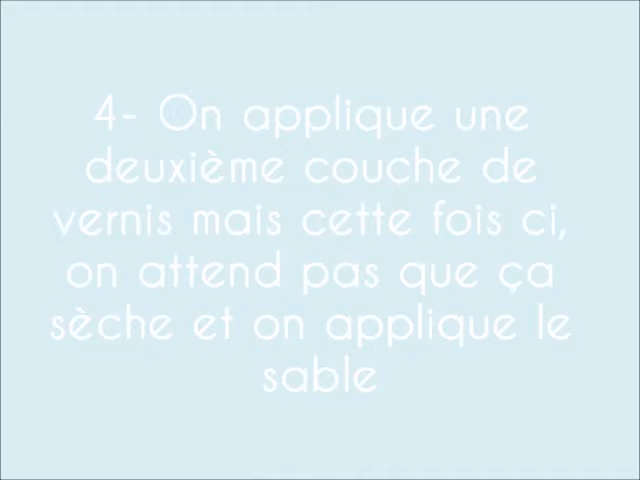 4- On applique une
deuxième couche de
vernis mais cette fois ci,
on attend pas que ça
sèche et on applique le
sable